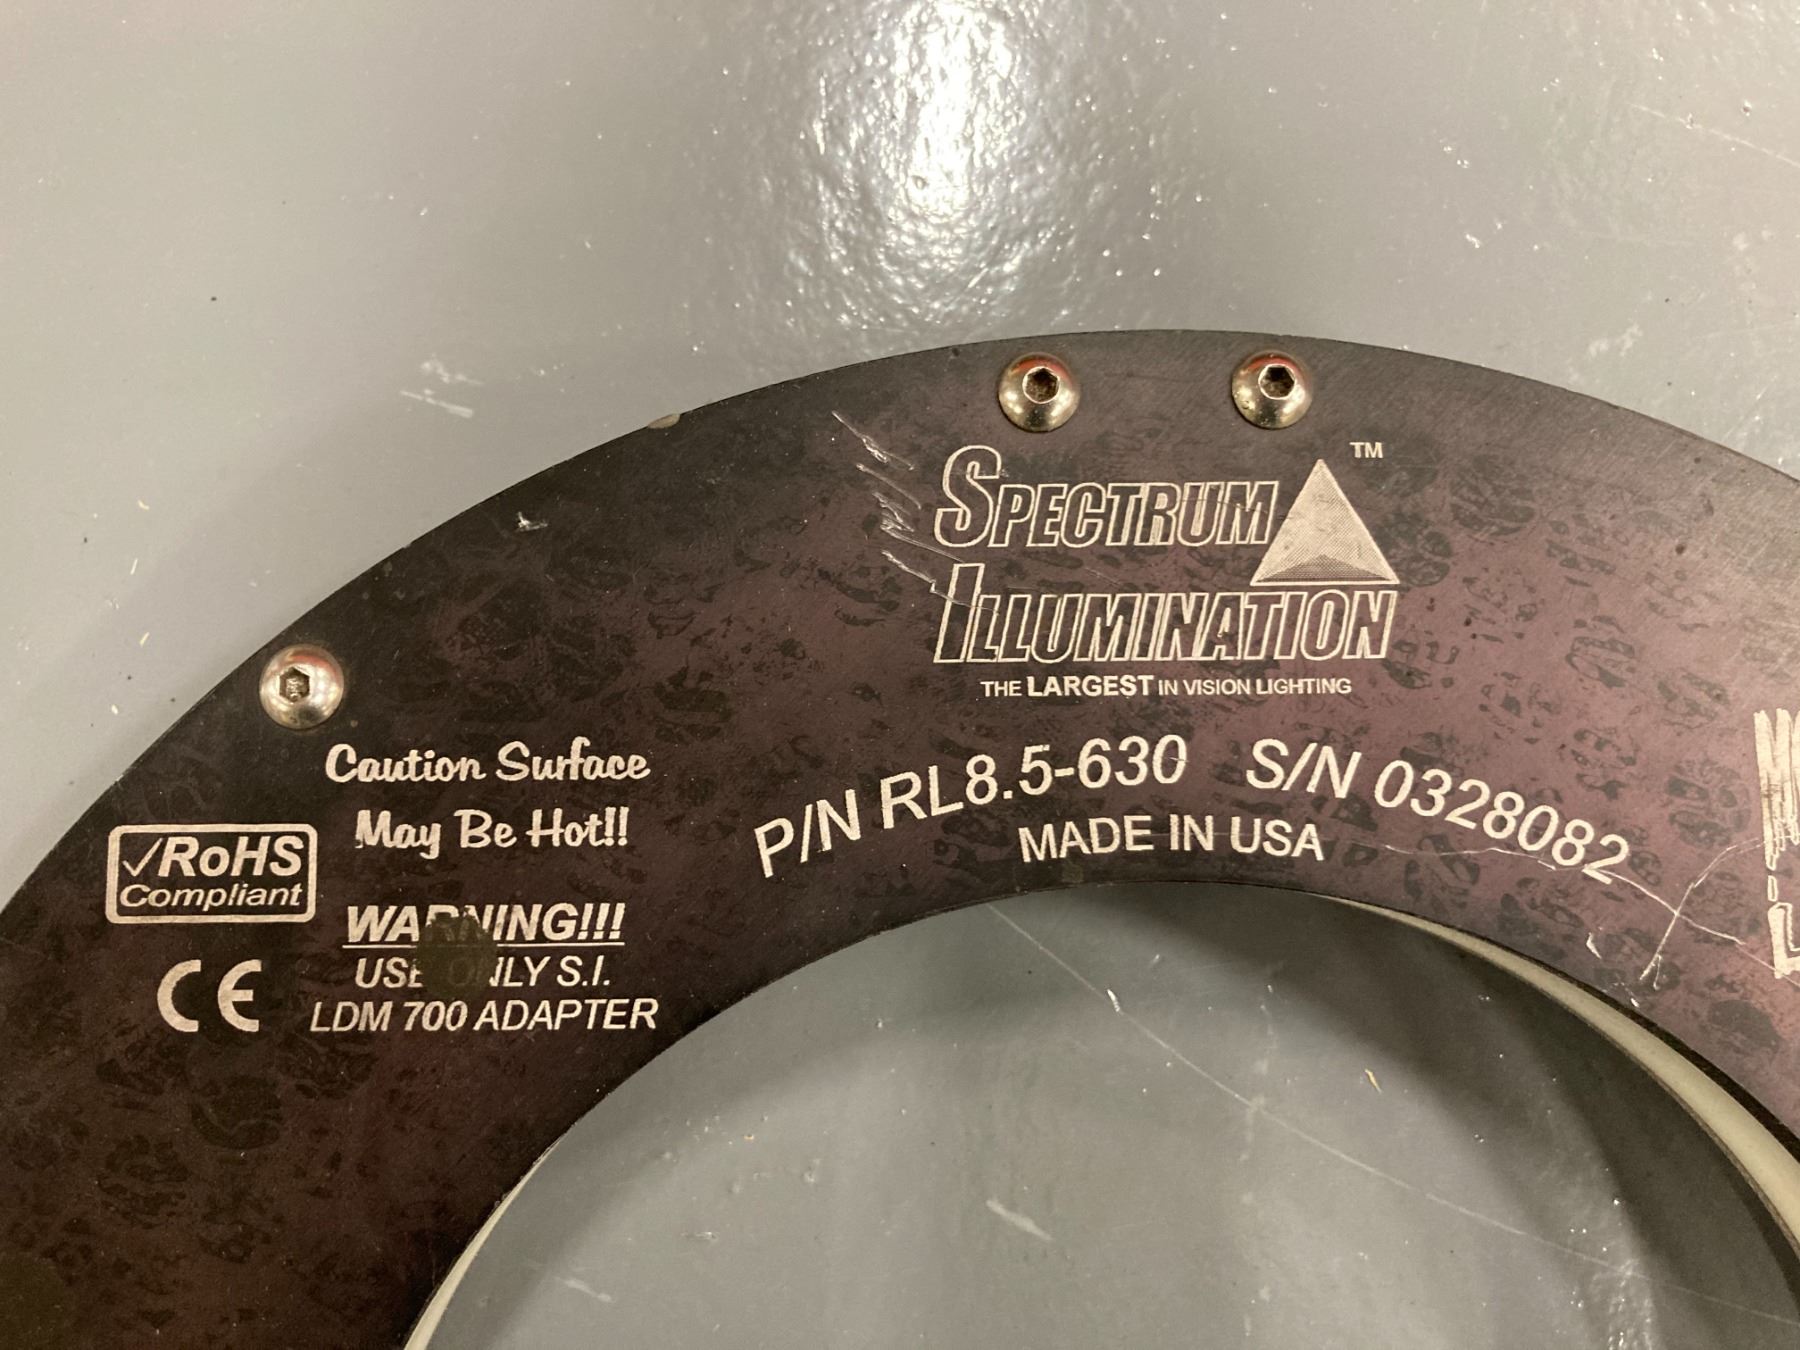 SPECTRUM TM
ILLUMINATION
THE LARGEST IN VISION LIGHTING
P/N RL8.5-630 S/N 0328082
MADE IN USA
Caution Surface
May Be Hot!!
✓RoHS
Compliant
WARNING!!!
USE ONLY S.I.
LDM 700 ADAPTER
CE